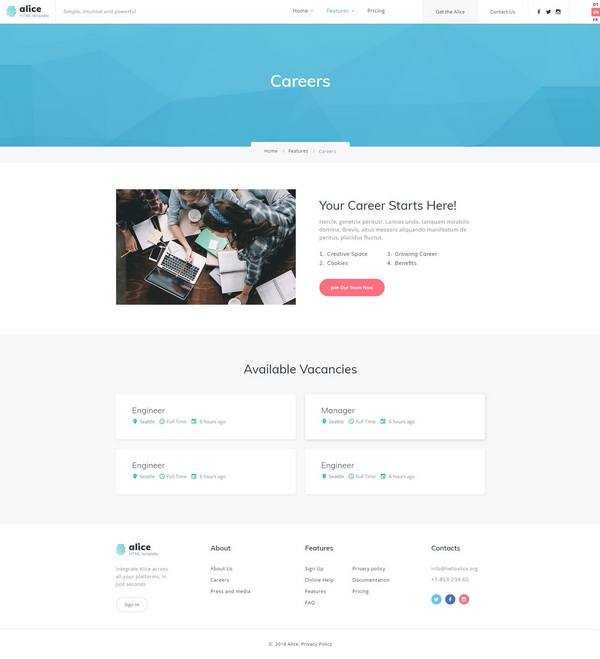 alice
HTML template
Simple, intuitive and powerful
Home
Features
Pricing
Get the Alice
Contact Us
DT
EN
FR
Careers
Home / Features / Careers
Your Career Starts Here!
Hercle, genetrix peritus!. Lamias unda, tanquam mirabilis
domina. Brevis, altus messors aliquando manifestum de
peritus, placidus fluctus.
1. Creative Space
2. Cookies
3. Growing Career
4. Benefits
Join Our Team Now
Available Vacancies
Engineer
Seattle Full Time 6 hours ago
Manager
Seattle Full Time 6 hours ago
Engineer
Seattle Full Time 6 hours ago
Engineer
Seattle Full Time 6 hours ago
alice
HTML template
Integrate Alice across
all your platforms, in
just seconds
Sign In
About
About Us
Careers
Press and media
Features
Sign Up
Online Help
Features
FAQ
Privacy policy
Documentation
Pricing
Contacts
info@helloalice.org
+1-853-234-65
© 2018 Alice. Privacy Policy